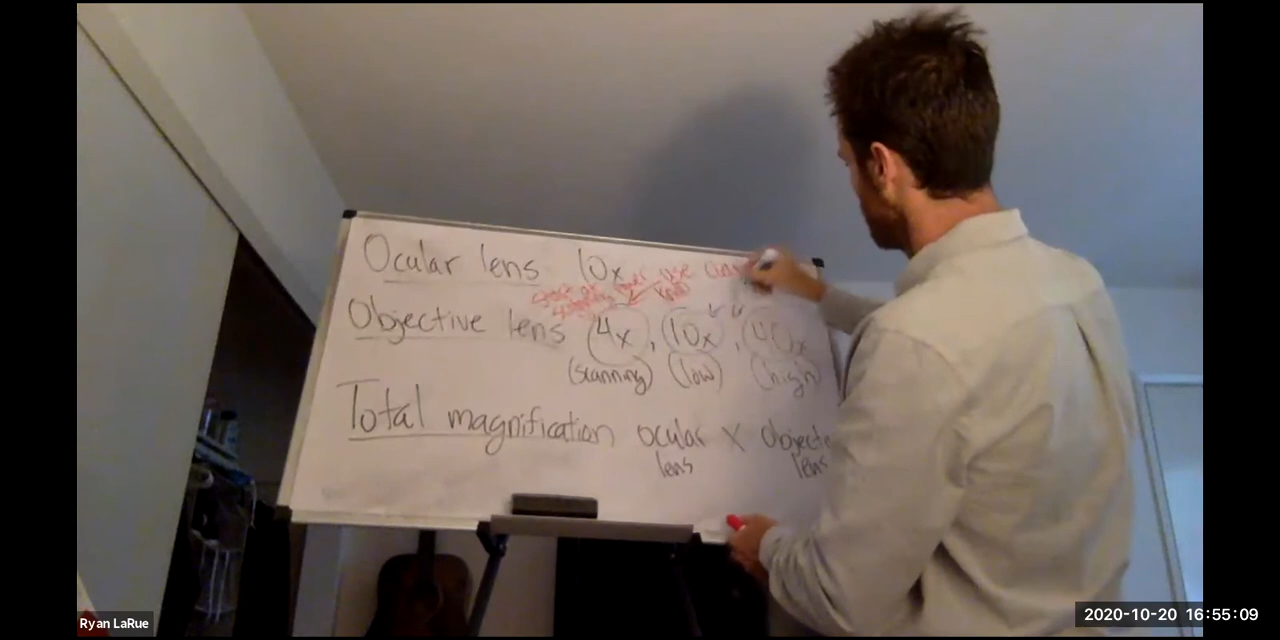 Ocular lens 10x
Start at scanning power use
knob
Objective lens 4x, 10x, 40x
(scanning) (low) (high)
Total magnification ocular X objective
lens lens
Ryan LaRue
2020-10-20 16:55:09